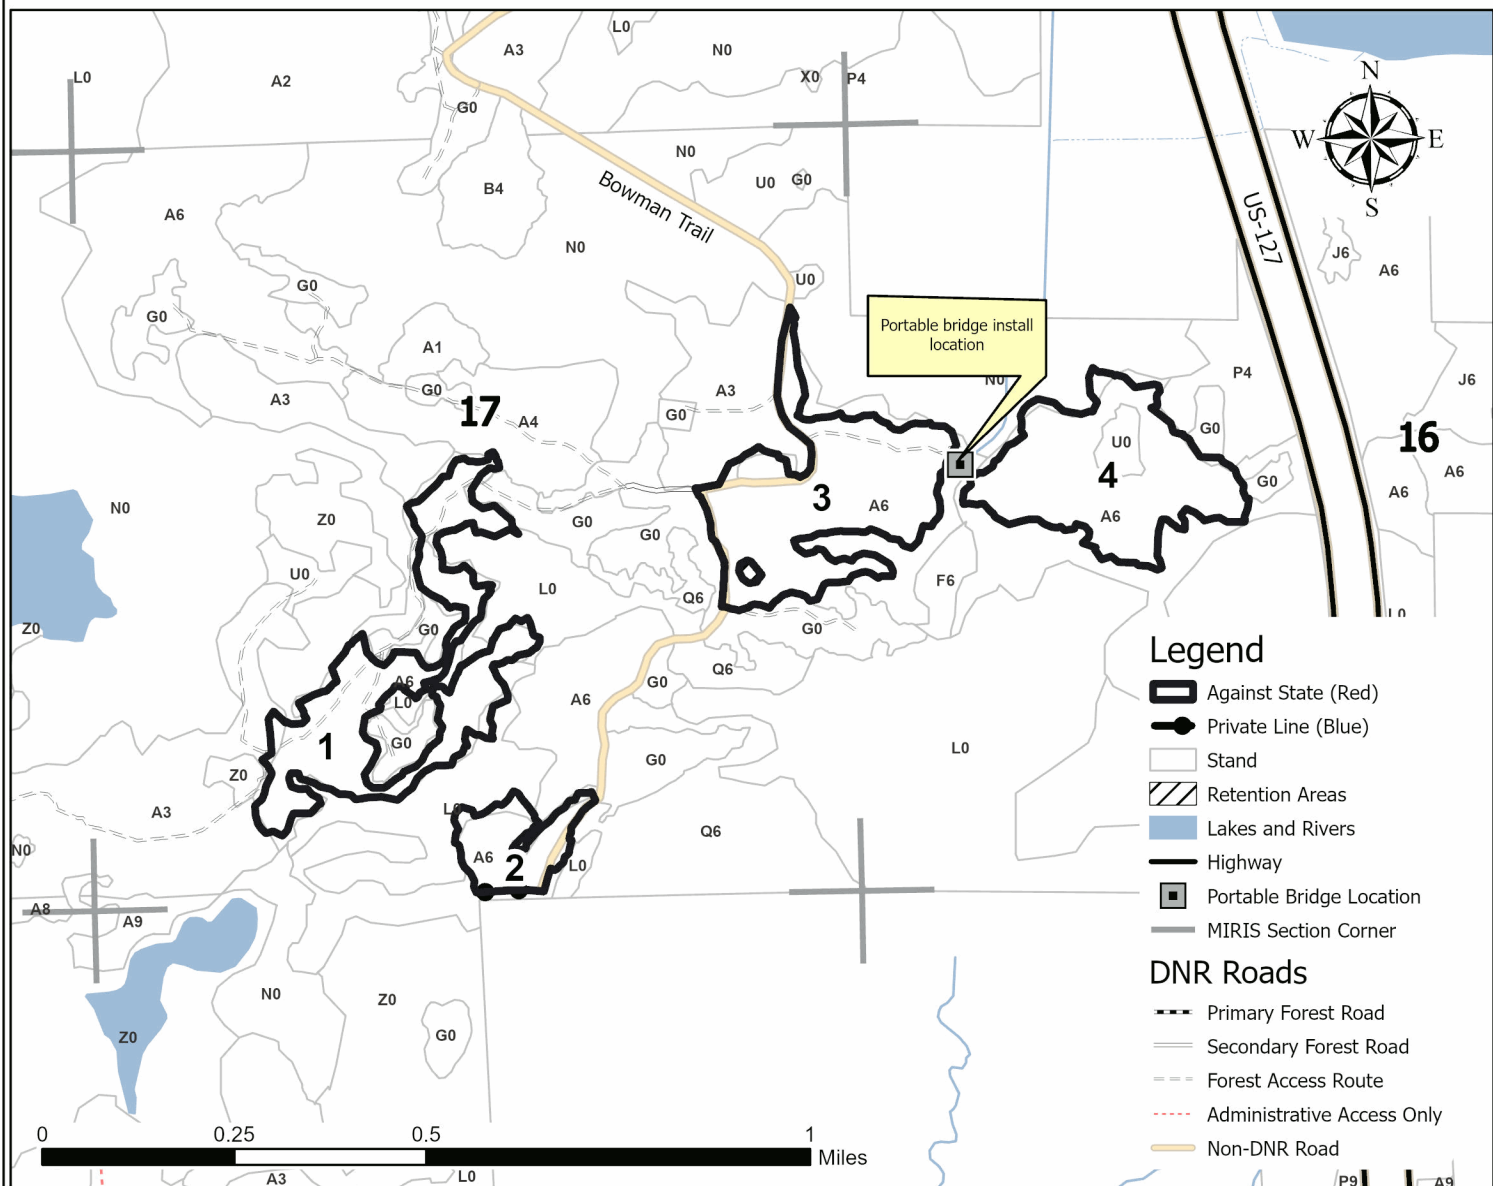 L0
A3
N0
N
A2
L0
X0
P4
G0
W
E
N0
U0
G0
S
B4
Bowman Trail
US-127
A6
N0
J6
A6
U0
G0
G0
Portable bridge install
location
A1
N0
P4
J6
G0
A3
A3
17
A4
G0
U0
G0
16
4
A6
G0
3
A6
A6
N0
Z0
G0
G0
A6
U0
L0
F6
Q6
Z0
G0
G0
L0
Legend
Q6
A6
G0
Against State (Red)
L0
A6
Private Line (Blue)
1
G0
G0
L0
Stand
Z0
Retention Areas
A3
L0
Q6
Lakes and Rivers
N0
A6
2
L0
Highway
Portable Bridge Location
A8
A9
MIRIS Section Corner
DNR Roads
N0
Z0
Primary Forest Road
Z0
G0
Secondary Forest Road
Forest Access Route
Administrative Access Only
0
0.25
0.5
1
Miles
Non-DNR Road
A3
L0
P9
A9